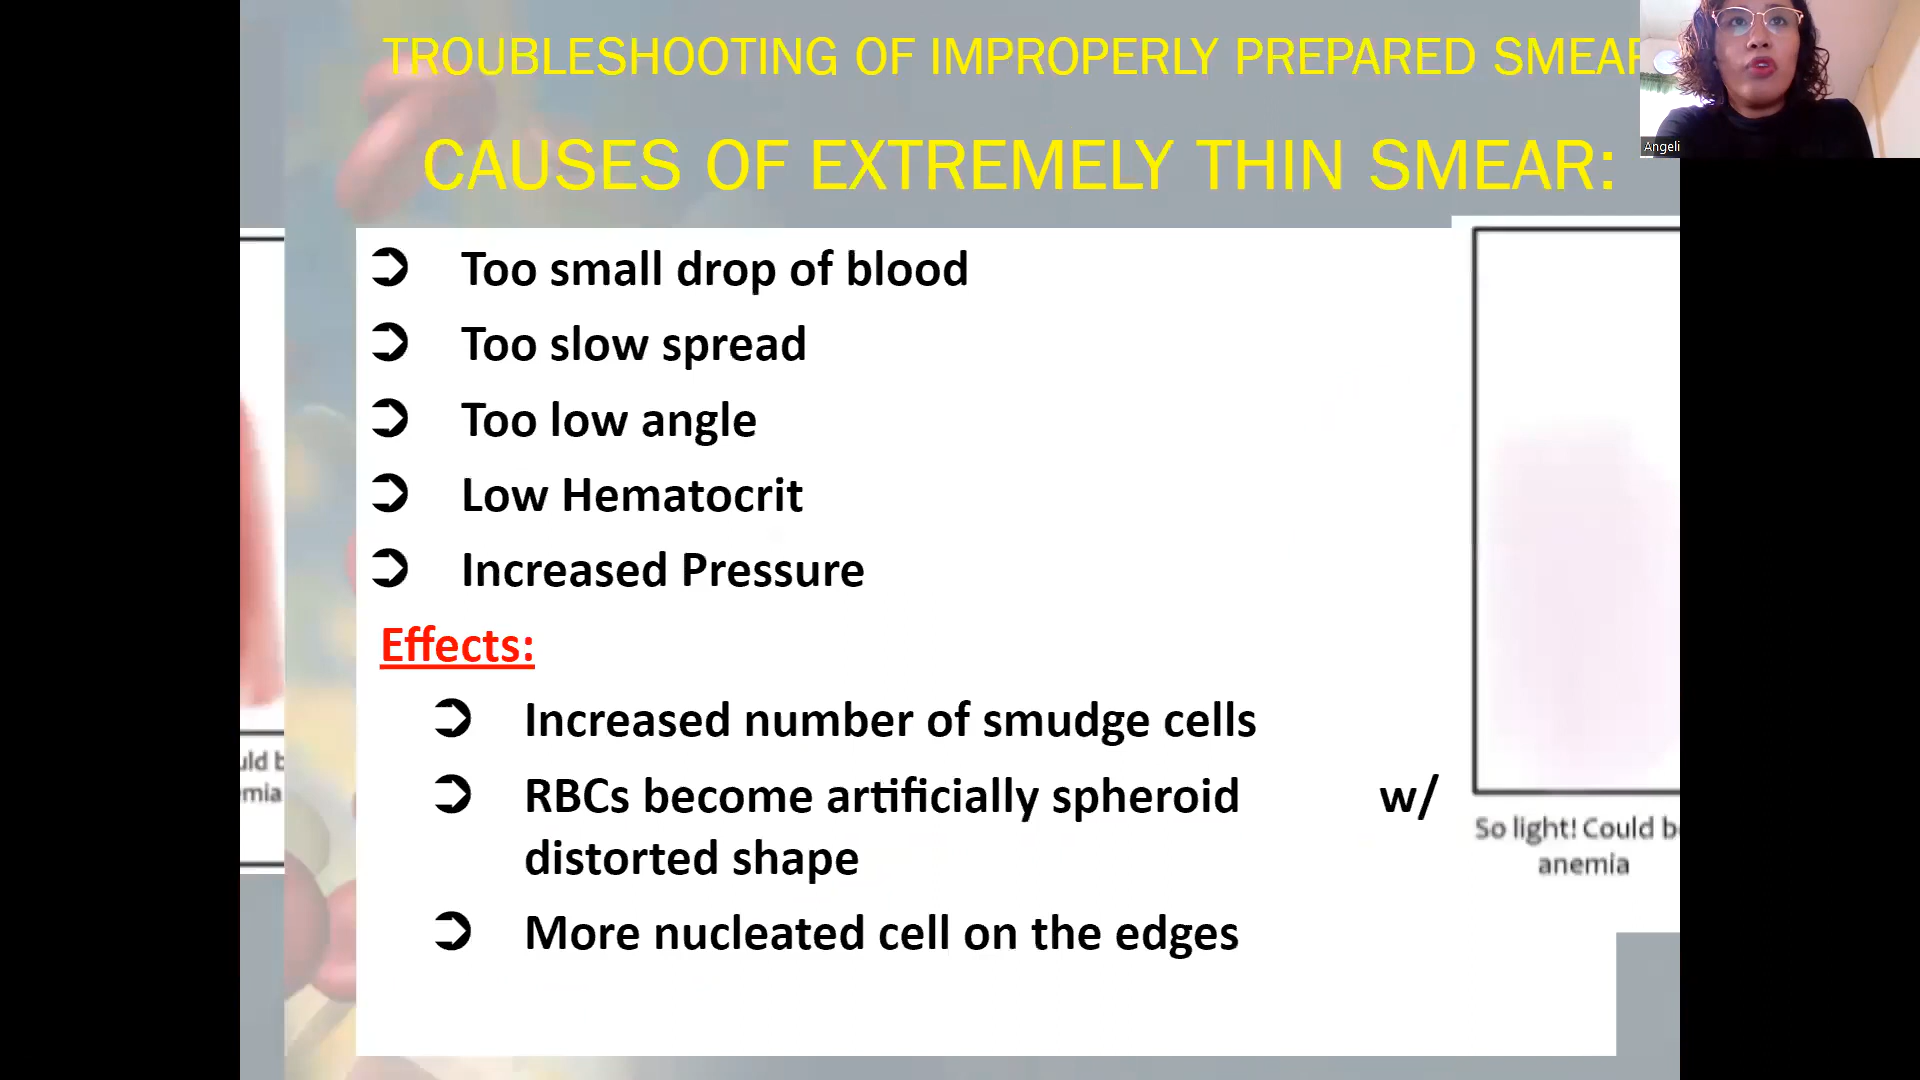 TROUBLESHOOTING OF IMPROPERLY PREPARED SMEAR
CAUSES OF EXTREMELY THIN SMEAR:
Too small drop of blood
Too slow spread
Too low angle
Low Hematocrit
Increased Pressure
Effects:
Increased number of smudge cells
RBCs become artificially spheroid w/
distorted shape
More nucleated cell on the edges
So light! Could b
anemia
uld b
mia
Angeli